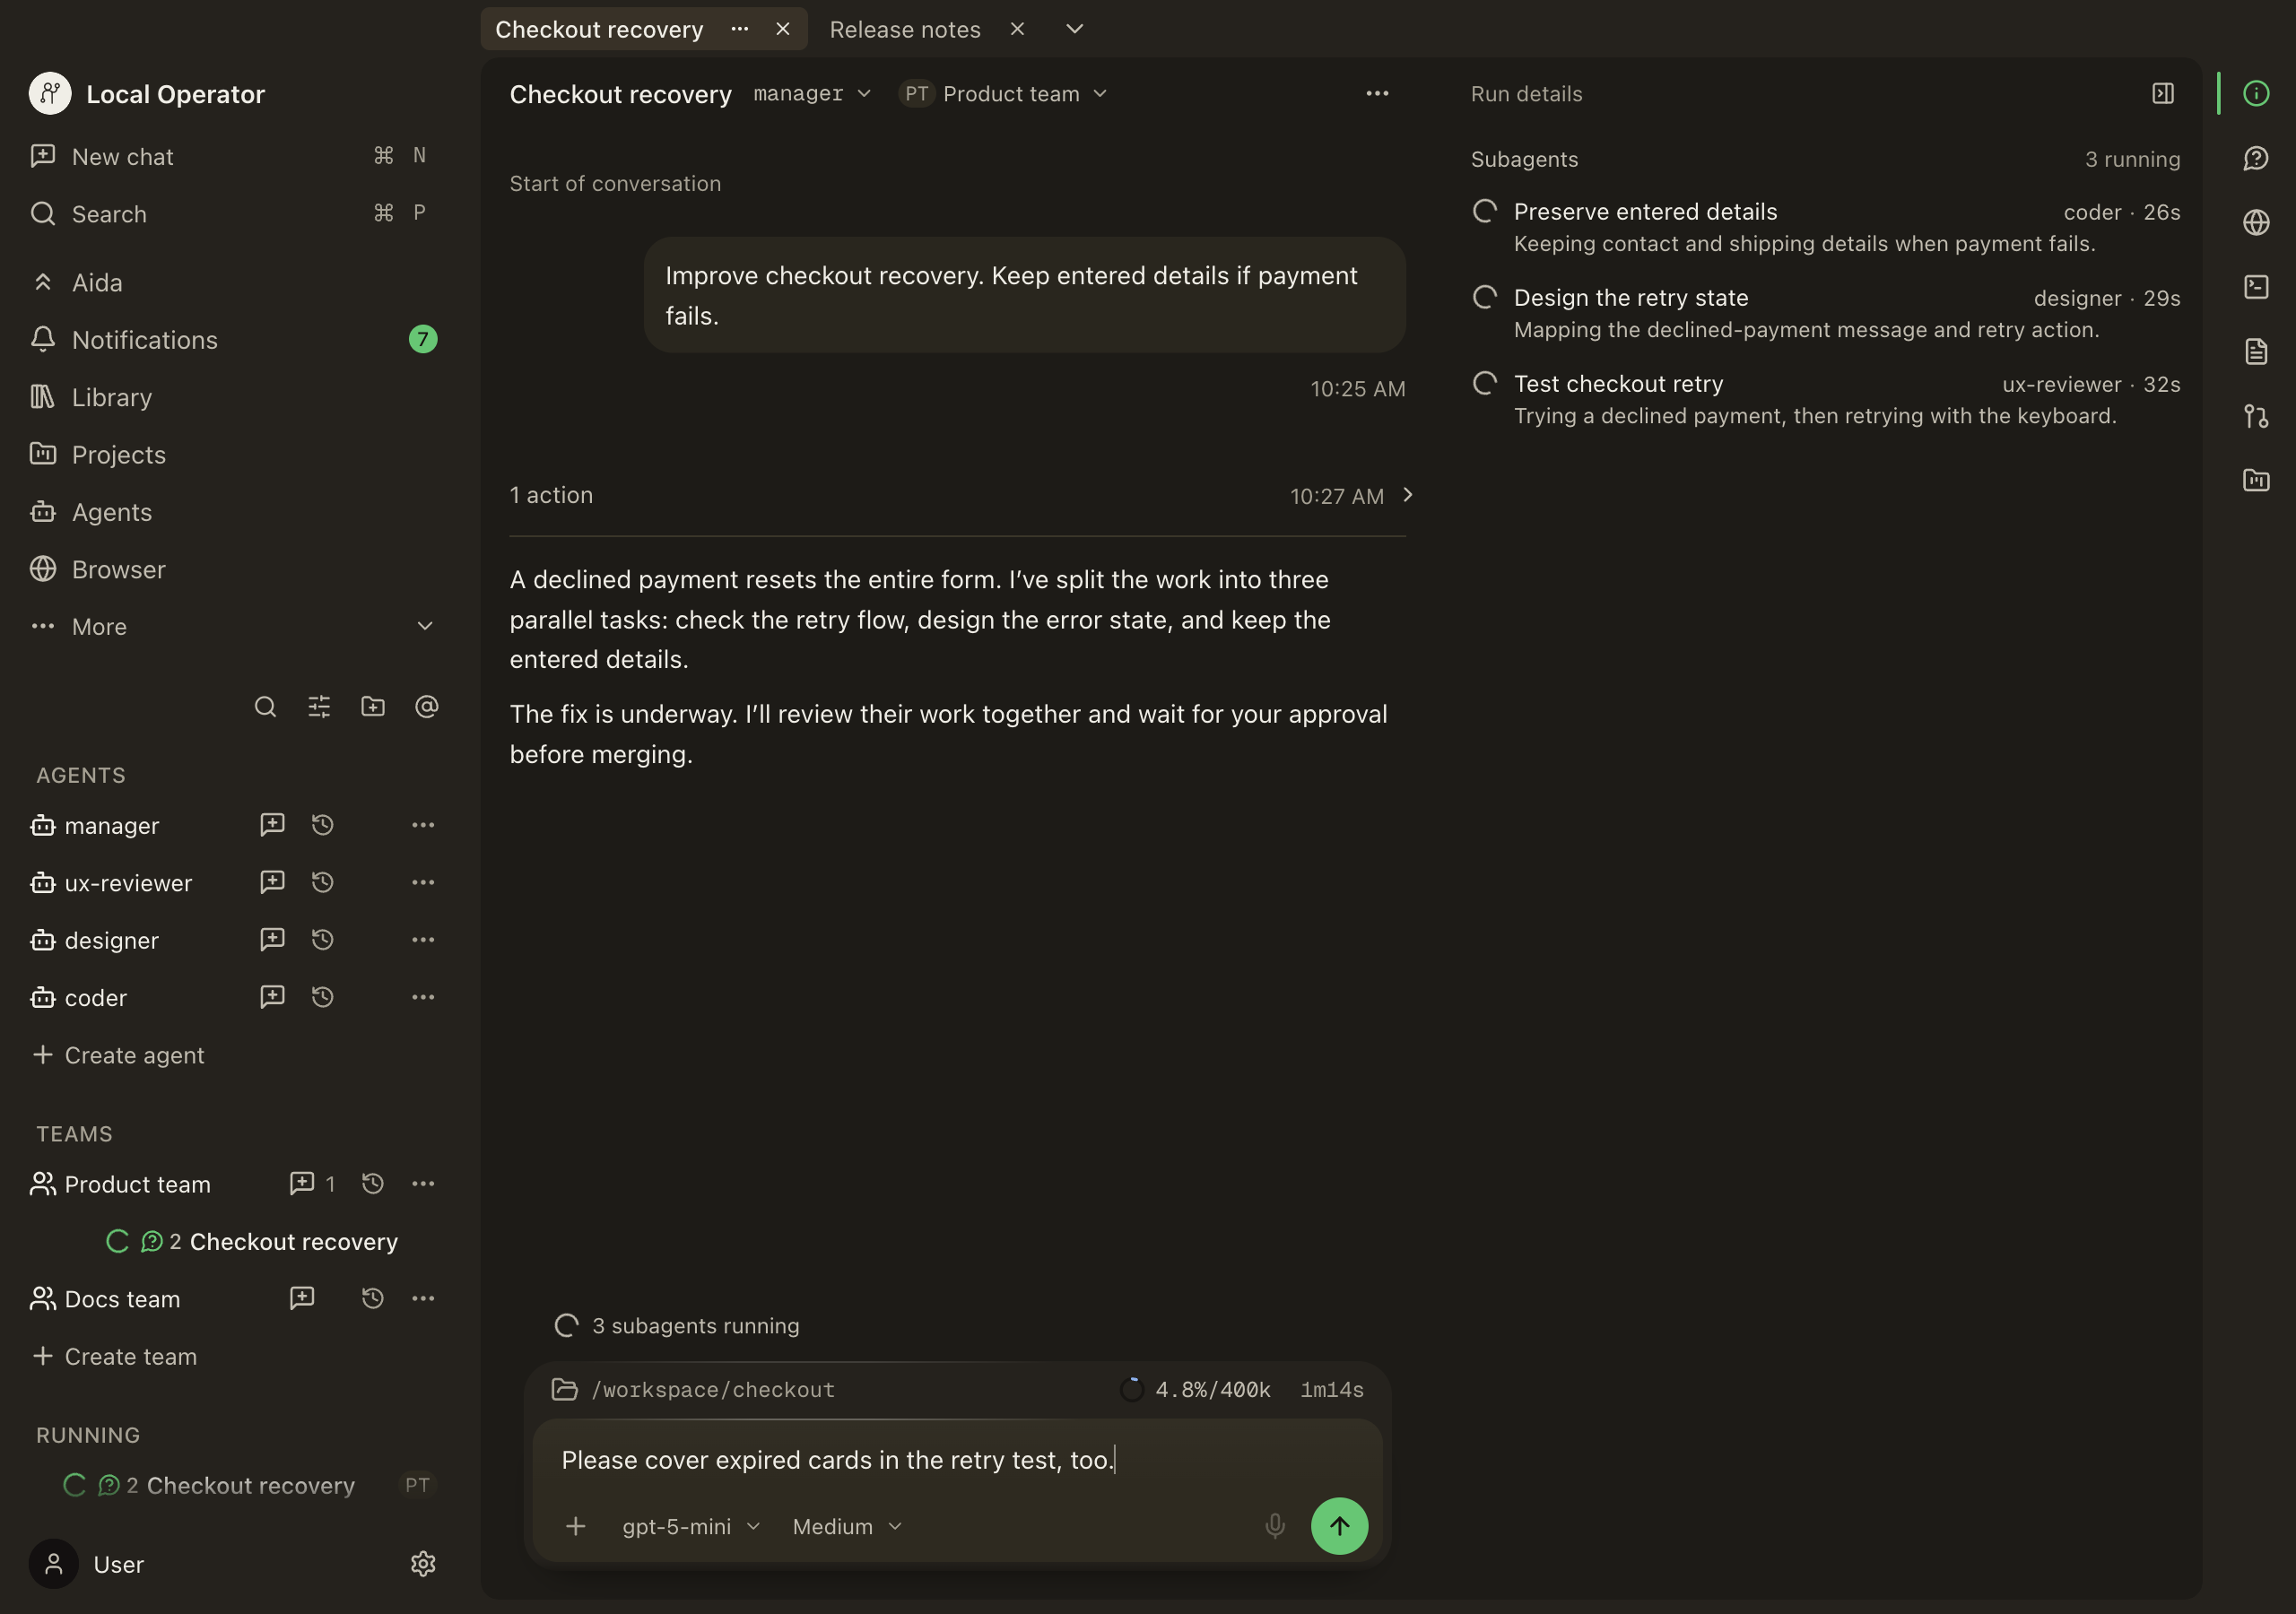 Checkout recovery
Release notes
Local Operator
New chat ⌘ N
Search ⌘ P
Aida
Notifications 7
Library
Projects
Agents
Browser
More
AGENTS
manager
ux-reviewer
designer
coder
Create agent
TEAMS
Product team 1
2 Checkout recovery
Docs team
Create team
RUNNING
2 Checkout recovery PT
User
Checkout recovery manager PT Product team
Start of conversation
Improve checkout recovery. Keep entered details if payment
fails.
10:25 AM
1 action 10:27 AM
A declined payment resets the entire form. I’ve split the work into three
parallel tasks: check the retry flow, design the error state, and keep the
entered details.
The fix is underway. I’ll review their work together and wait for your approval
before merging.
3 subagents running
/workspace/checkout 4.8%/400k 1m14s
Please cover expired cards in the retry test, too.
gpt-5-mini Medium
Run details
Subagents 3 running
Preserve entered details coder · 26s
Keeping contact and shipping details when payment fails.
Design the retry state designer · 29s
Mapping the declined-payment message and retry action.
Test checkout retry ux-reviewer · 32s
Trying a declined payment, then retrying with the keyboard.